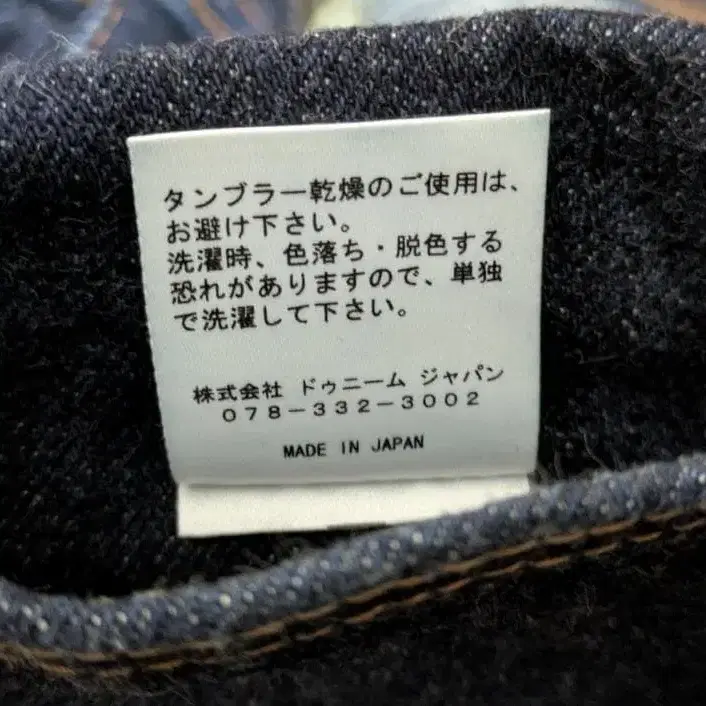 タンブラー乾燥のご使用は、
お避け下さい。
洗濯時、色落ち・脱色する
恐れがありますので、単独
で洗濯して下さい。
株式会社 ドゥニーム ジャパン
078-332-3002
MADE IN JAPAN